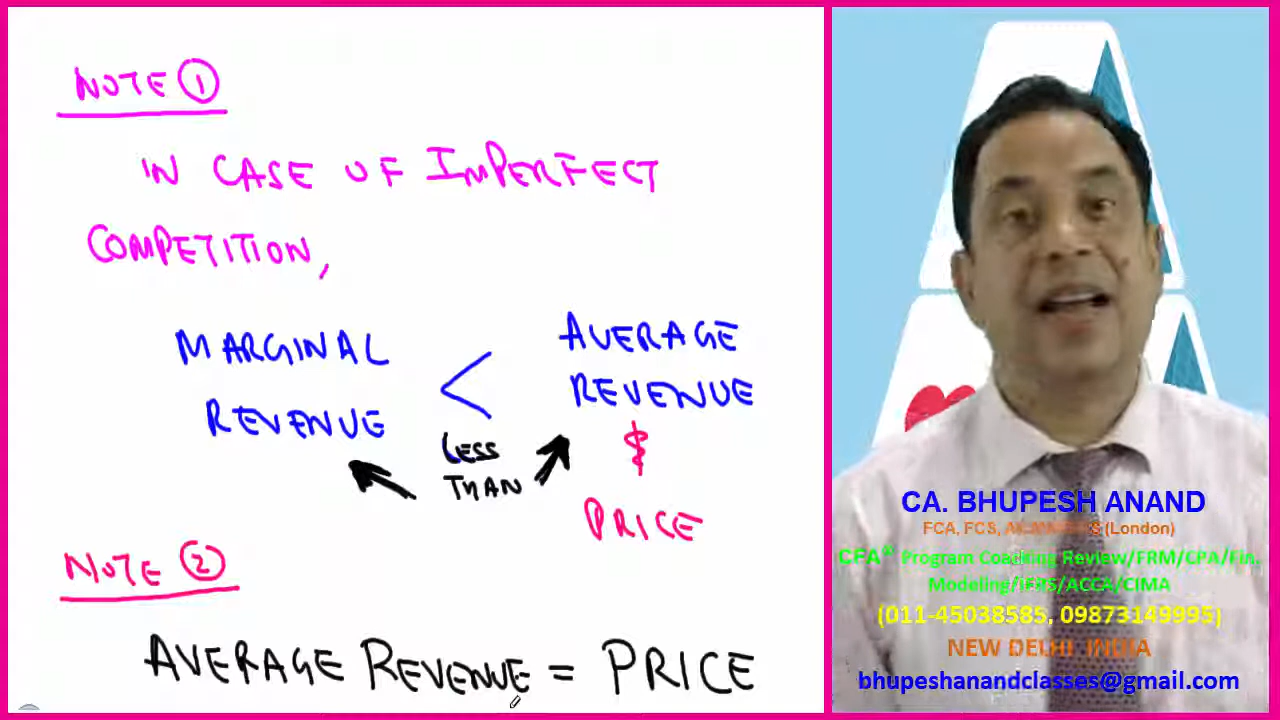 NOTE ①
IN CASE OF IMPERFECT
COMPETITION,
MARGINAL
REVENUE
<
AVERAGE
REVENUE
LESS
THAN
$
PRICE
NOTE ②
AVERAGE REVENUE = PRICE
CA. BHUPESH ANAND
FCA, FCS, (London)
CFA® Program Coaching Review/FRM/CPA/Fin.
Modeling/IFRS/ACCA/CIMA
(011-45038585, 09873149995)
NEW DELHI, INDIA
bhupeshanandclasses@gmail.com